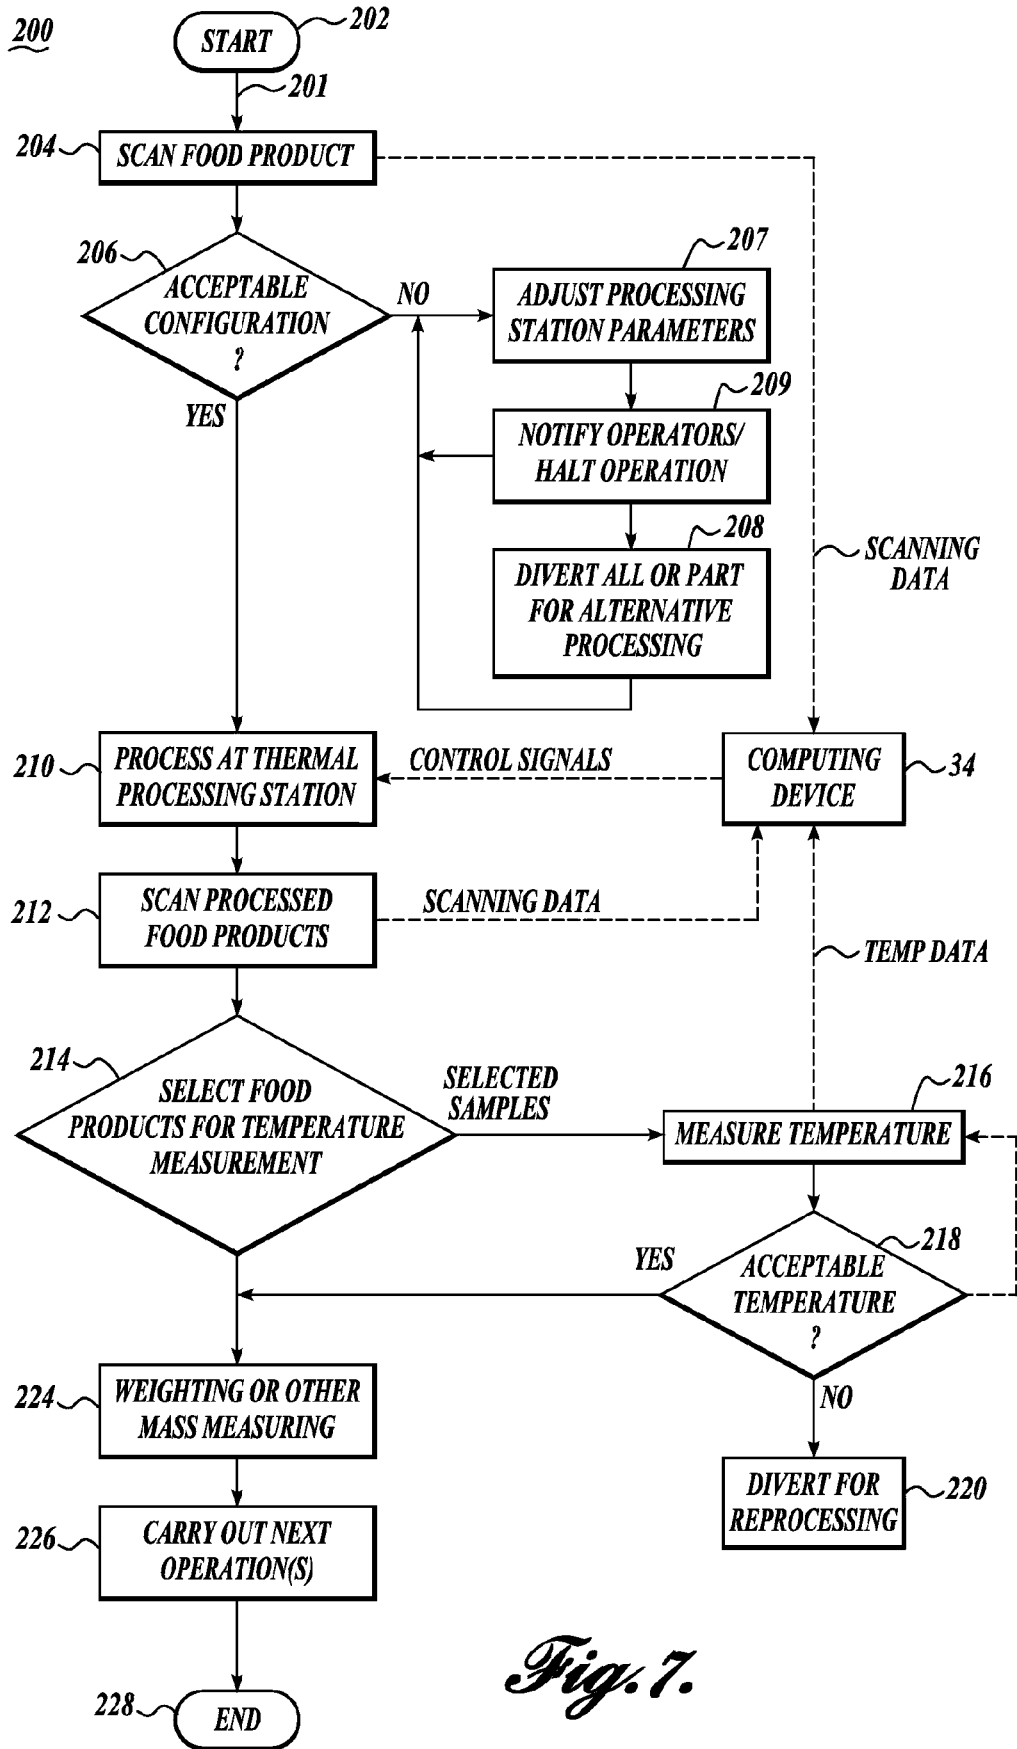 200
START
202
201
204
SCAN FOOD PRODUCT
206
ACCEPTABLE
CONFIGURATION
?
NO
YES
207
ADJUST PROCESSING
STATION PARAMETERS
209
NOTIFY OPERATORS/
HALT OPERATION
208
DIVERT ALL OR PART
FOR ALTERNATIVE
PROCESSING
SCANNING
DATA
210
PROCESS AT THERMAL
PROCESSING STATION
CONTROL SIGNALS
COMPUTING
DEVICE
34
212
SCAN PROCESSED
FOOD PRODUCTS
SCANNING DATA
TEMP DATA
214
SELECT FOOD
PRODUCTS FOR TEMPERATURE
MEASUREMENT
SELECTED
SAMPLES
216
MEASURE TEMPERATURE
218
ACCEPTABLE
TEMPERATURE
?
YES
NO
224
WEIGHTING OR OTHER
MASS MEASURING
220
DIVERT FOR
REPROCESSING
226
CARRY OUT NEXT
OPERATION(S)
228
END
Fig. 7.